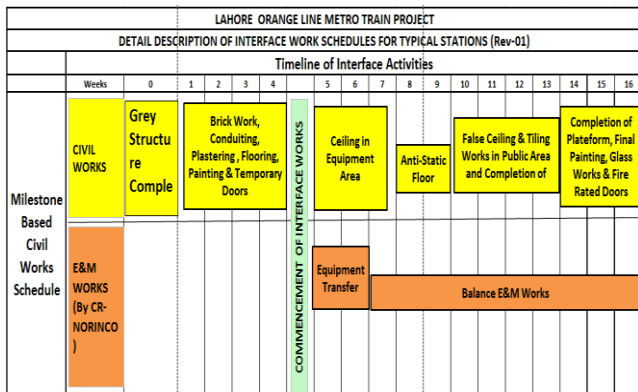 LAHORE ORANGE LINE METRO TRAIN PROJECT
DETAIL DESCRIPTION OF INTERFACE WORK SCHEDULES FOR TYPICAL STATIONS (Rev-01)
Timeline of Interface Activities
Weeks 0 1 2 3 4 5 6 7 8 9 10 11 12 13 14 15 16
Milestone
Based
Civil
Works
Schedule
CIVIL
WORKS
Grey
Structu
re
Comple
Brick Work,
Conduiting,
Plastering , Flooring,
Painting & Temporary
Doors
COMMENCEMENT OF INTERFACE WORKS
Ceiling in
Equipment
Area
Anti-Static
Floor
False Ceiling & Tiling
Works in Public Area
and Completion of
Completion of
Plateform, Final
Painting, Glass
Works & Fire
Rated Doors
E&M
WORKS
(By CR-
NORINCO
)
Equipment
Transfer
Balance E&M Works